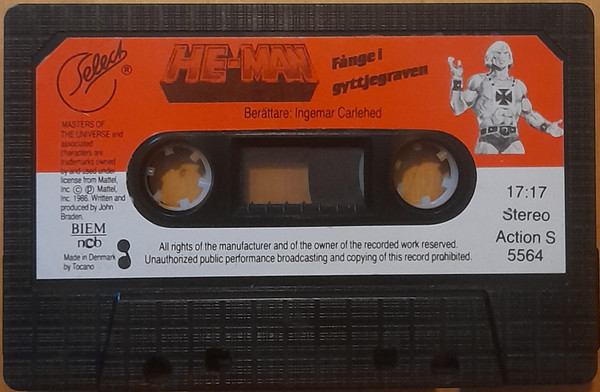 Select ®
HE-MAN
Fånge i
gyttjegraven
Berättare: Ingemar Carlehed
MASTERS OF
THE UNIVERSE and
associated
characters are
trademarks owned
by and used under
license from Mattel,
Inc. © ℗ Mattel,
Inc. 1986. Written and
produced by John
Braden.
BIEM
ncb
Made in Denmark
by Tocano
All rights of the manufacturer and of the owner of the recorded work reserved.
Unauthorized public performance broadcasting and copying of this record prohibited.
17:17
Stereo
Action S
5564